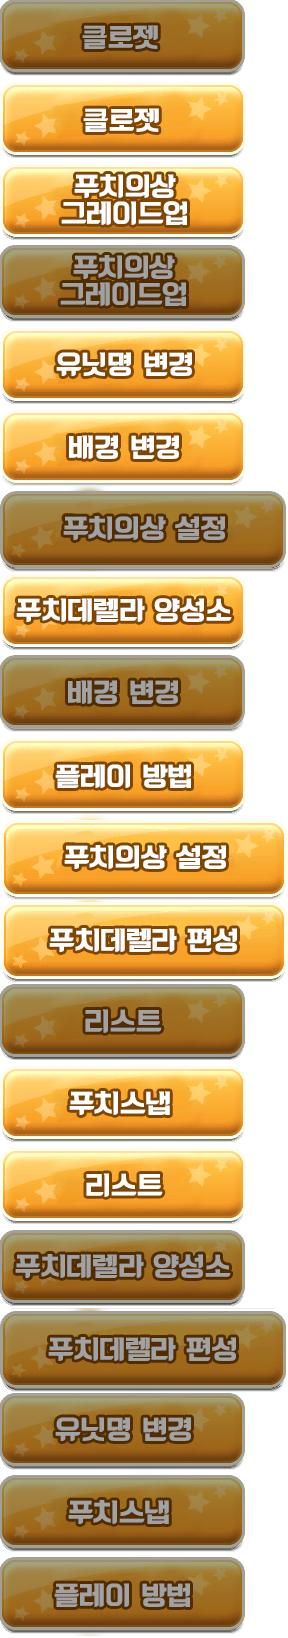 클로젯
클로젯
푸치의상
그레이드업
푸치의상
그레이드업
유닛명 변경
배경 변경
푸치의상 설정
푸치데렐라 양성소
배경 변경
플레이 방법
푸치의상 설정
푸치데렐라 편성
리스트
푸치스냅
리스트
푸치데렐라 양성소
푸치데렐라 편성
유닛명 변경
푸치스냅
플레이 방법